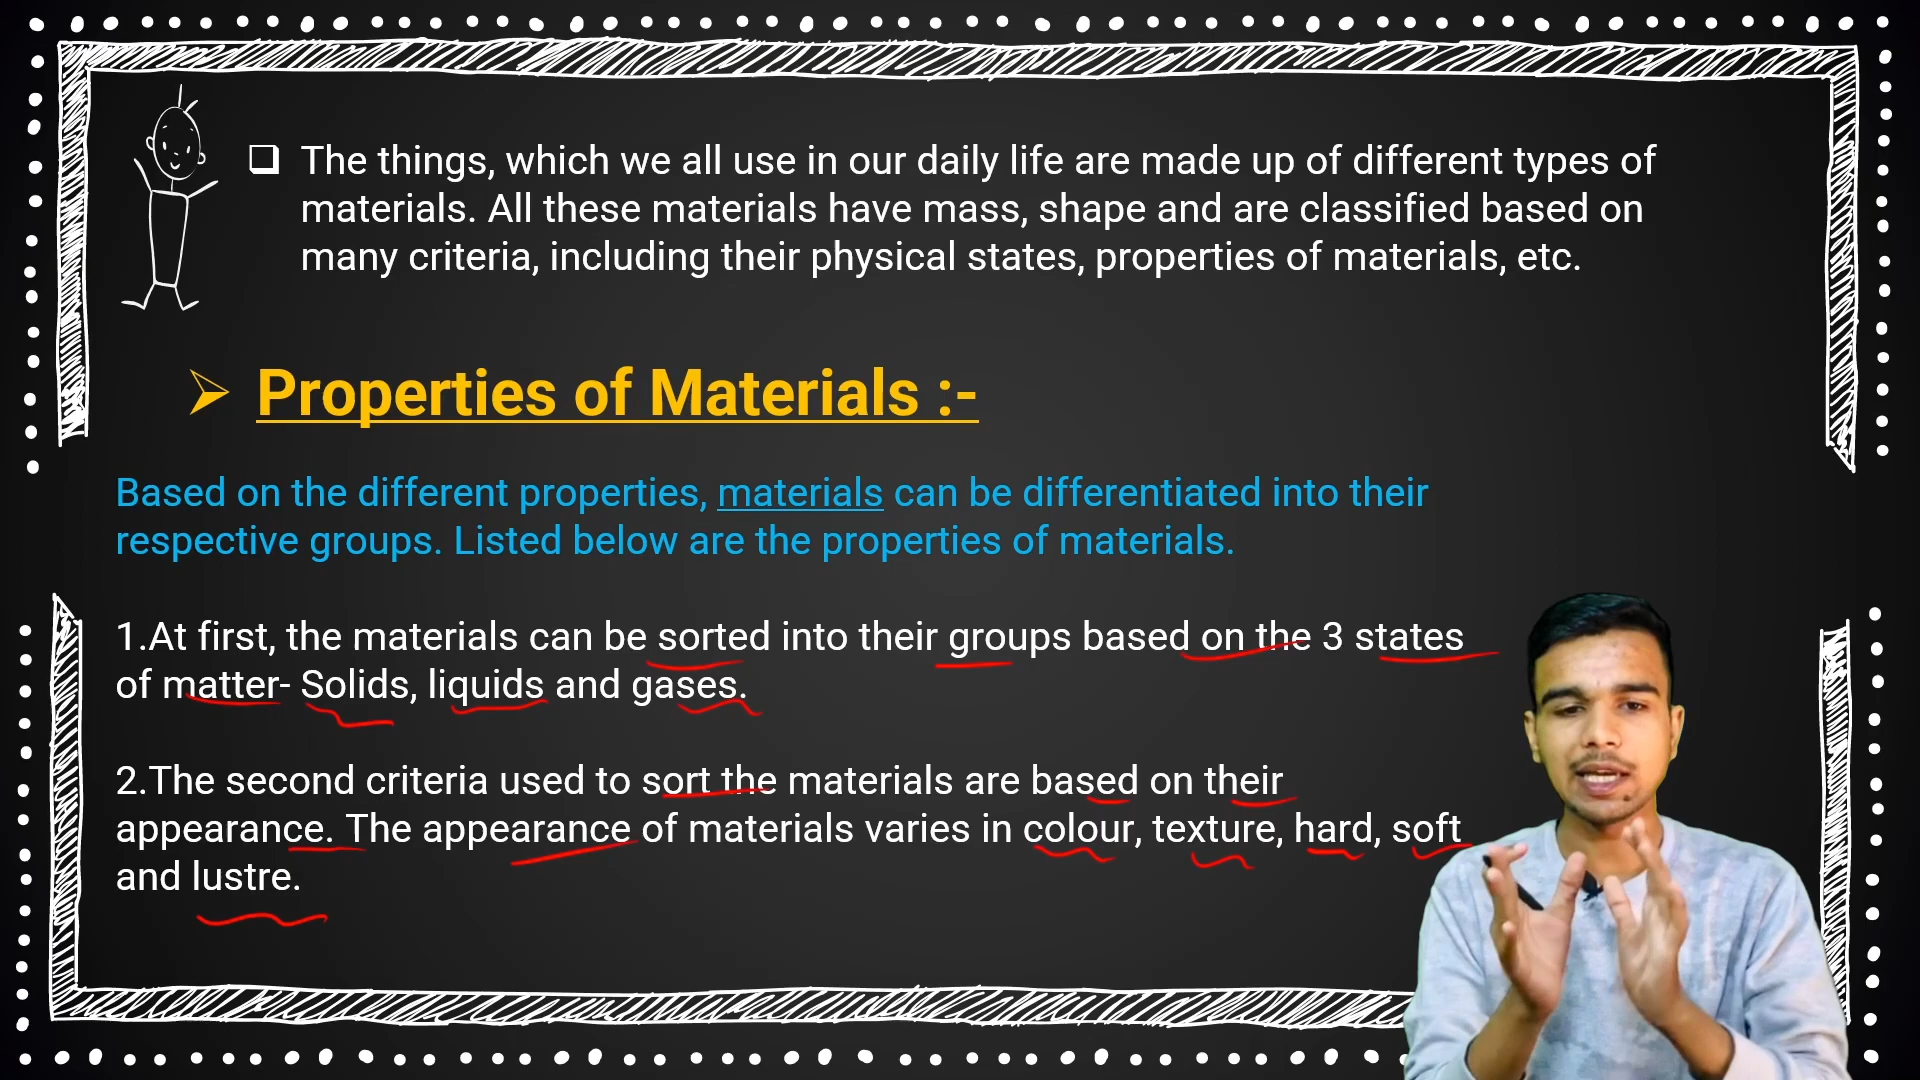 ❑ The things, which we all use in our daily life are made up of different types of
materials. All these materials have mass, shape and are classified based on
many criteria, including their physical states, properties of materials, etc.
➢ Properties of Materials :-
Based on the different properties, materials can be differentiated into their
respective groups. Listed below are the properties of materials.
1.At first, the materials can be sorted into their groups based on the 3 states
of matter- Solids, liquids and gases.
2.The second criteria used to sort the materials are based on their
appearance. The appearance of materials varies in colour, texture, hard, soft
and lustre.